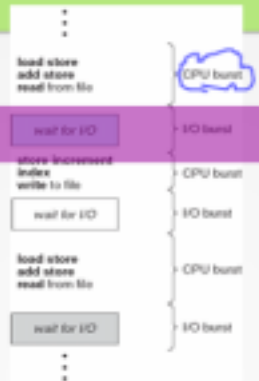 load store
add store
read from file
CPU burst
wait for I/O
I/O burst
store increment
index
write to file
CPU burst
wait for I/O
I/O burst
load store
add store
read from file
CPU burst
wait for I/O
I/O burst